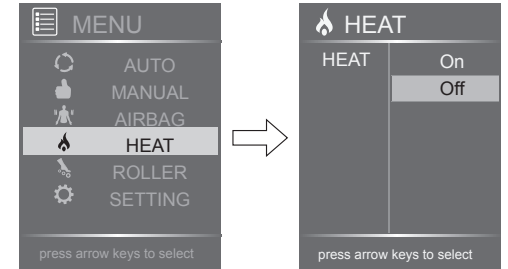 MENU
AUTO
MANUAL
AIRBAG
HEAT
ROLLER
SETTING
press arrow keys to select
HEAT
HEAT On
Off
press arrow keys to select